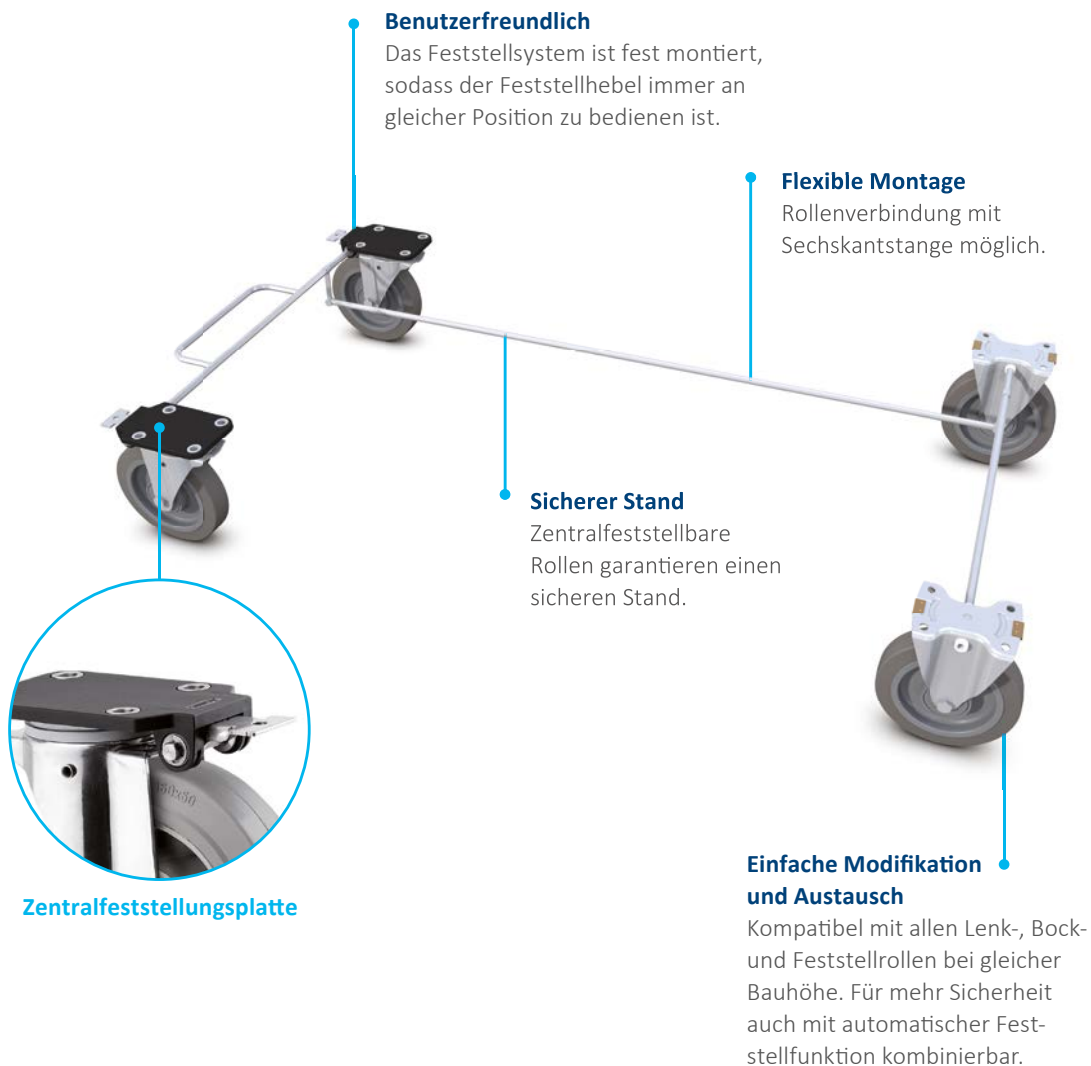 Benutzerfreundlich
Das Feststellsystem ist fest montiert,
sodass der Feststellhebel immer an
gleicher Position zu bedienen ist.
Flexible Montage
Rollenverbindung mit
Sechskantstange möglich.
Sicherer Stand
Zentralfeststellbare
Rollen garantieren einen
sicheren Stand.
Zentralfeststellungsplatte
Einfache Modifikation
und Austausch
Kompatibel mit allen Lenk-, Bock-
und Feststellrollen bei gleicher
Bauhöhe. Für mehr Sicherheit
auch mit automatischer Fest-
stellfunktion kombinierbar.